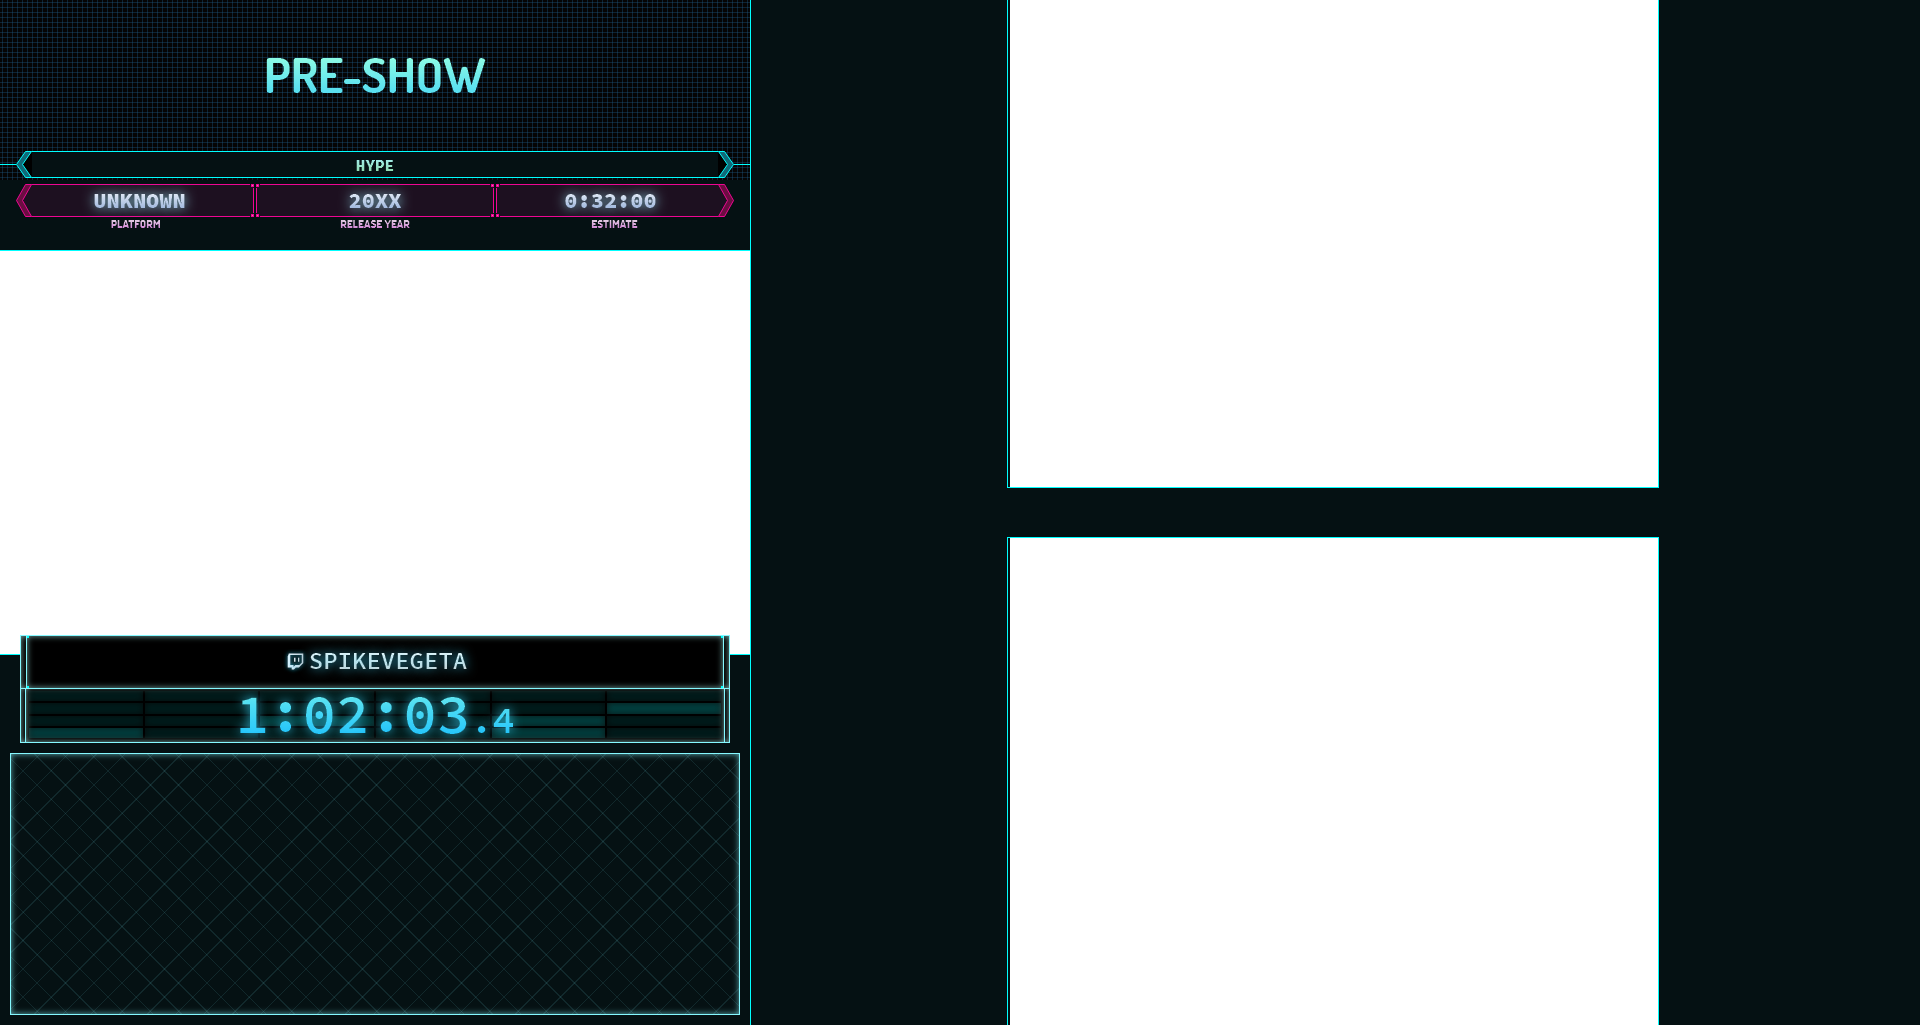 PRE-SHOW
HYPE
UNKNOWN 20XX 0:32:00
PLATFORM RELEASE YEAR ESTIMATE
SPIKEVEGETA
1:02:03.4